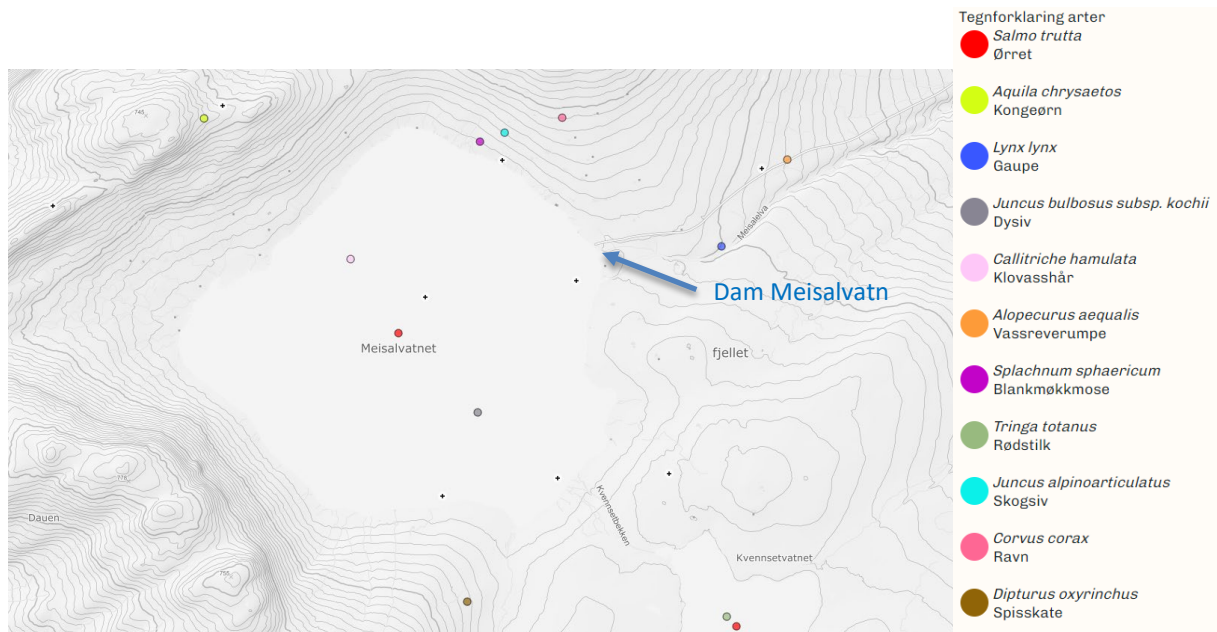 Tegnforklaring arter
Salmo trutta
Ørret
Aquila chrysaetos
Kongeørn
Lynx lynx
Gaupe
Juncus bulbosus subsp. kochii
Dysiv
Callitriche hamulata
Klovasshår
Alopecurus aequalis
Vassreverumpe
Splachnum sphaericum
Blankmøkkmose
Tringa totanus
Rødstilk
Juncus alpinoarticulatus
Skogsiv
Corvus corax
Ravn
Dipturus oxyrinchus
Spisskate
745
Meisalelva
Dam Meisalvatn
Meisalvatnet
fjellet
Dauen
Kvennsetbekken
Kvennsetvatnet